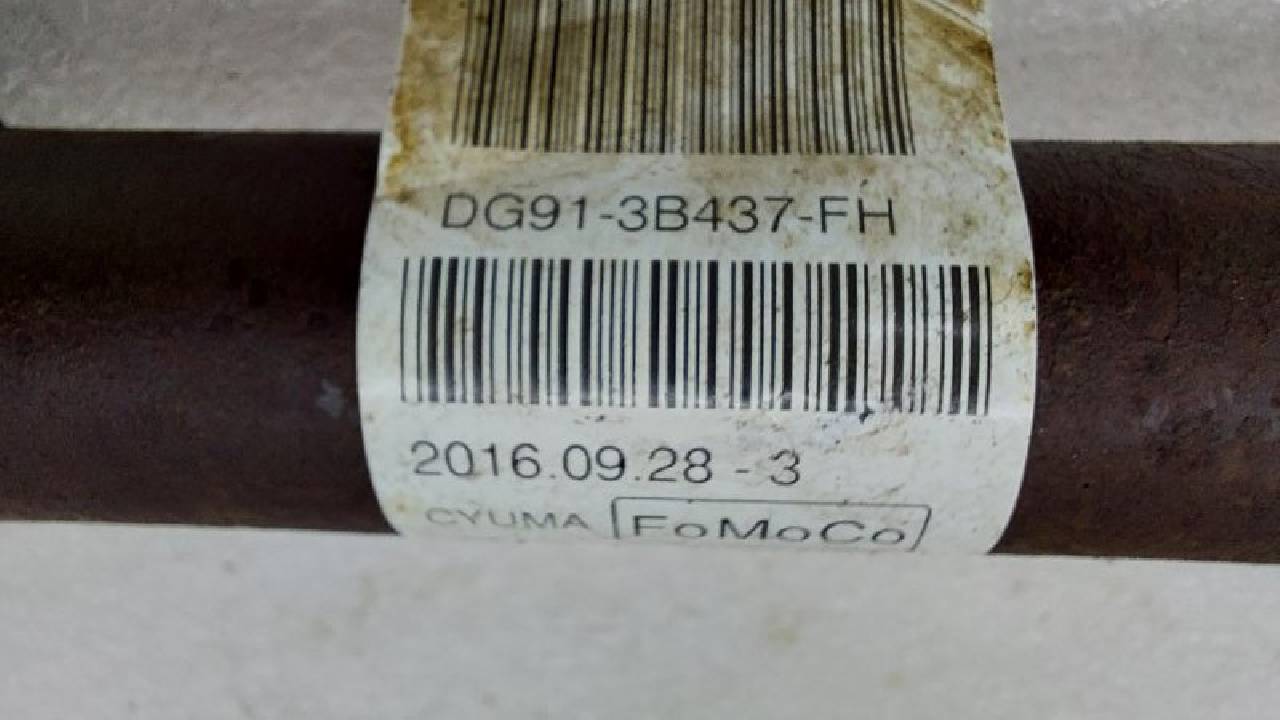 DG91-3B437-FH
2016.09.28 - 3
CYUMA FoMoCo